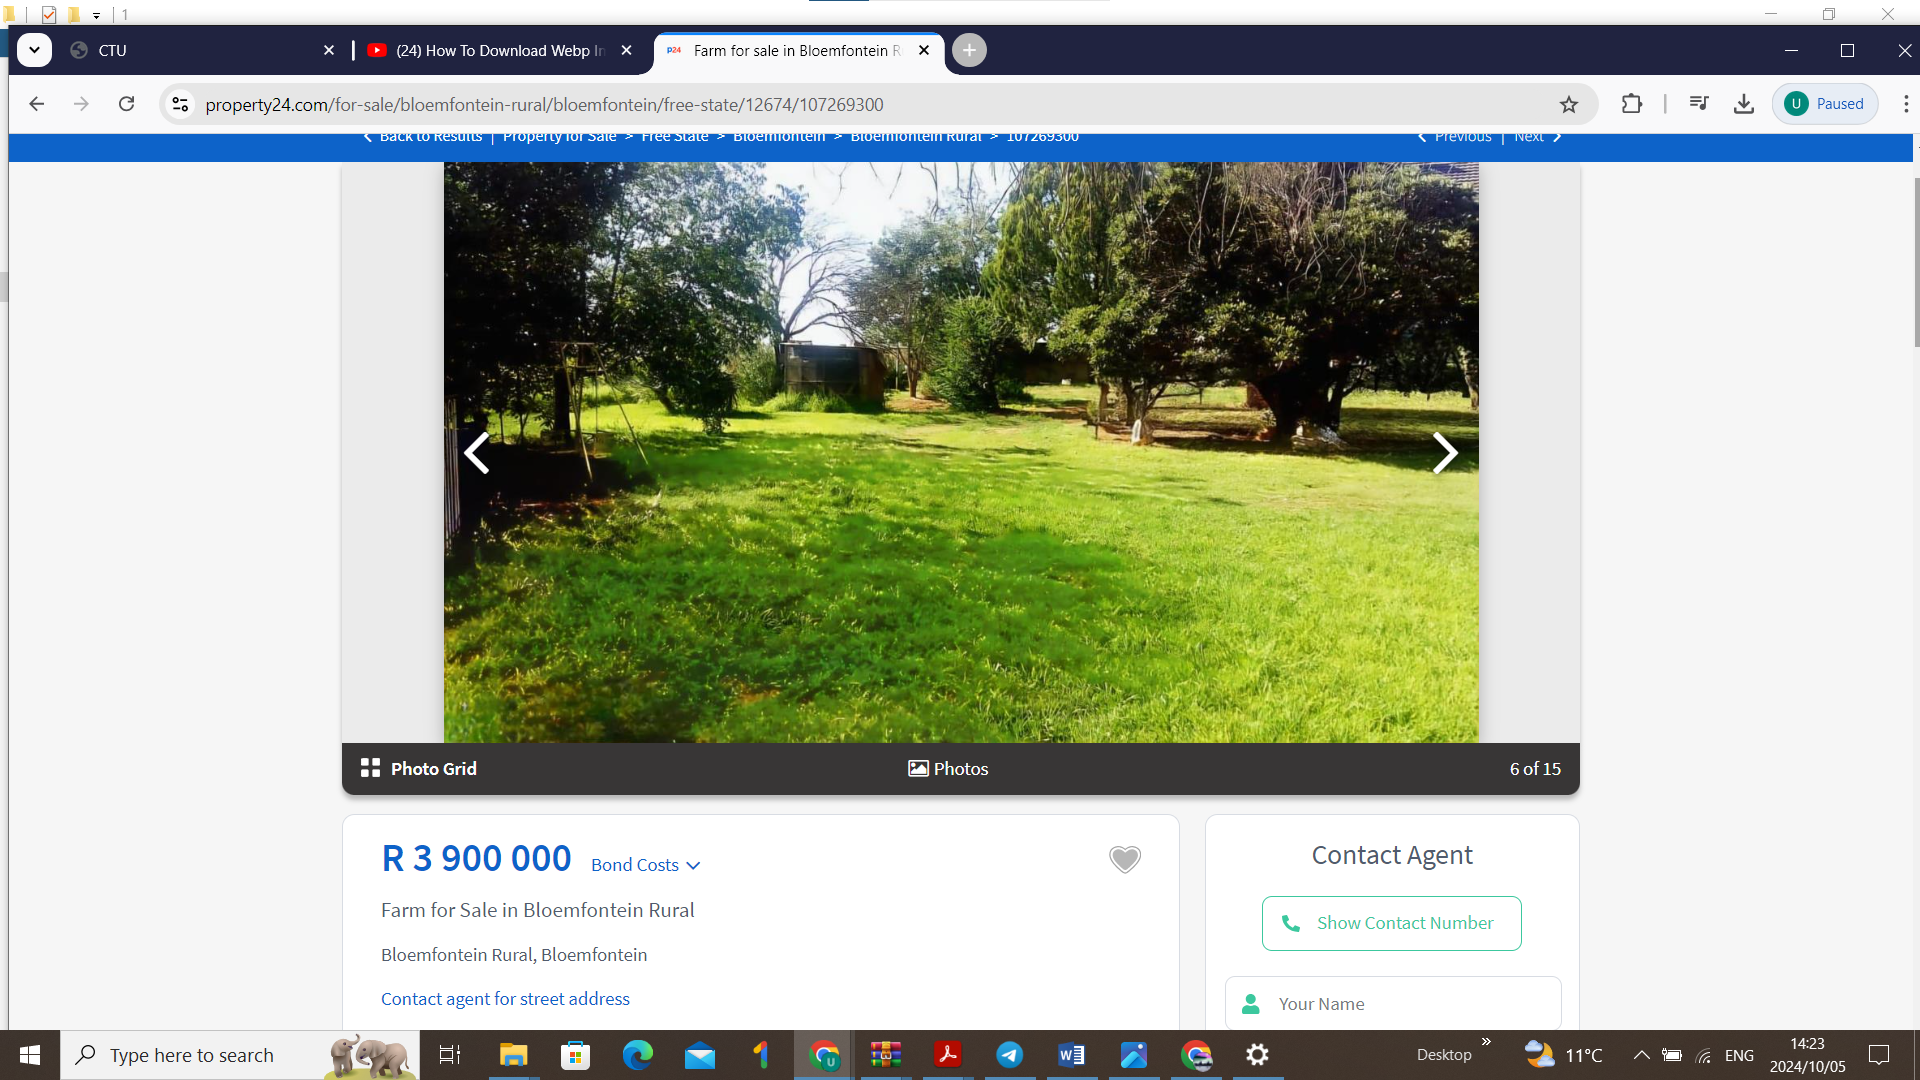 1
CTU
(24) How To Download Webp In
P24 Farm for sale in Bloemfontein R
property24.com/for-sale/bloemfontein-rural/bloemfontein/free-state/12674/107269300
U Paused
Back to Results | Property for Sale > Free State > Bloemfontein > Bloemfontein Rural > 107269300
Previous | Next
Photo Grid
Photos
6 of 15
R 3 900 000
Bond Costs
Farm for Sale in Bloemfontein Rural
Bloemfontein Rural, Bloemfontein
Contact agent for street address
Contact Agent
Show Contact Number
Your Name
Type here to search
Desktop
11°C
ENG
14:23
2024/10/05